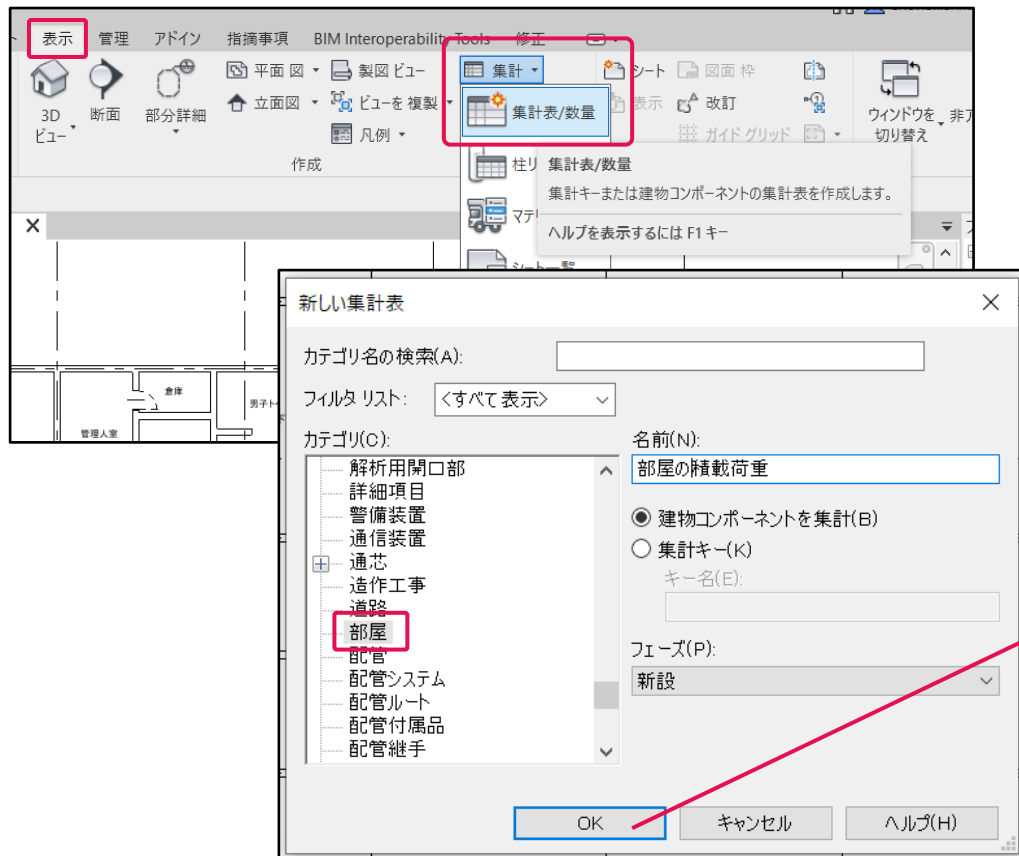 表示 管理 アドイン 指摘事項 BIM Interoperability Tools 修正
平面図 製図ビュー 集計 シート 図面枠
3D ビュー 断面 部分詳細 立面図 ビューを複製 集計表/数量 表示 改訂 ウィンドウを切り替え 非ア
凡例 ガイド グリッド
作成
柱リ
集計表/数量
集計キーまたは建物コンポーネントの集計表を作成します。
マテリ
ヘルプを表示するには F1 キー
シート一覧
倉庫
男子ト
管理人室
新しい集計表
カテゴリ名の検索(A):
フィルタ リスト: <すべて表示>
カテゴリ(C):
解析用開口部
詳細項目
警備装置
通信装置
通芯
造作工事
道路
部屋
配管
配管システム
配管ルート
配管付属品
配管継手
名前(N):
部屋の積載荷重
建物コンポーネントを集計(B)
集計キー(K)
キー名(E):
フェーズ(P):
新設
OK キャンセル ヘルプ(H)